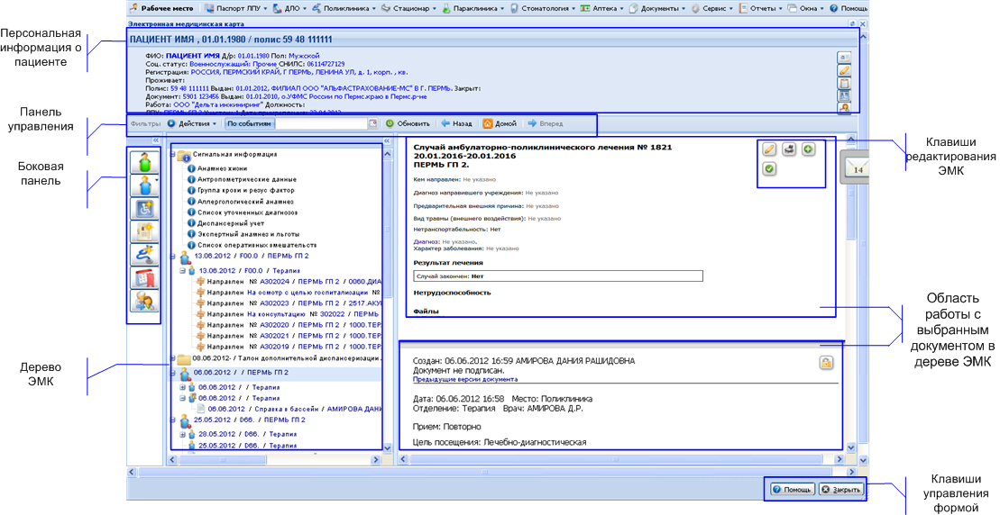 Рабочее место Паспорт ЛПУ ДЛО Поликлиника Стационар Параклиника Стоматология Аптека Документы Сервис Отчеты Окна Помощь
Электронная медицинская карта
Персональная информация о пациенте
ПАЦИЕНТ ИМЯ , 01.01.1980 / полис 59 48 111111
ФИО: ПАЦИЕНТ ИМЯ Д/р: 01.01.1980 Пол: Мужской
Соц. статус: Военнослужащий: Прочие СНИЛС: 06114727129
Регистрация: РОССИЯ, ПЕРМСКИЙ КРАЙ, Г ПЕРМЬ, ЛЕНИНА УЛ, д. 1, корп. , кв.
Проживает:
Полис: 59 48 111111 Выдан: 01.01.2012, ФИЛИАЛ ООО "АЛЬФАСТРАХОВАНИЕ-МС" В Г. ПЕРМЬ. Закрыт:
Документ: 5901 123456 Выдан: 01.01.2010, о.УФМС России по Пермс.краю в Пермс.р-не
Работа: ООО "Дельта инжиниринг" Должность:
Панель управления
Фильтры Действия По событиям Обновить Назад Домой Вперед
Боковая панель
Сигнальная информация
Анамнез жизни
Антропометрические данные
Группа крови и резус фактор
Аллергологический анамнез
Список уточненных диагнозов
Диспансерный учет
Экспертный анамнез и льготы
Список оперативных вмешательств
13.06.2012 / F00.0 / ПЕРМЬ ГП 2
13.06.2012 / F00.0 / Терапия
Направлен № A302024 / ПЕРМЬ ГП 2 / 0060.ДИА
Направлен На осмотр с целью госпитализации №
Направлен № A302023 / ПЕРМЬ ГП 2 / 2517.АКУ
Направлен На консультацию № 302022 / ПЕРМЬ
Направлен № A302020 / ПЕРМЬ ГП 2 / 1000.ТЕР
Направлен № A302021 / ПЕРМЬ ГП 2 / 1000.ТЕР
Направлен № A302019 / ПЕРМЬ ГП 2 / 1000.ТЕР
08.06.2012- / Талон дополнительной диспансеризации
06.06.2012 / / ПЕРМЬ ГП 2
06.06.2012 / / Терапия
06.06.2012 / / Терапия
06.06.2012 / Справка в бассейн / АМИРОВА ДАНИ
25.05.2012 / D66. / ПЕРМЬ ГП 2
28.05.2012 / D66. / Терапия
25.05.2012 / D66. / Терапия
Дерево ЭМК
Случай амбулаторно-поликлинического лечения № 1821
20.01.2016-20.01.2016
ПЕРМЬ ГП 2.
Кем направлен: Не указано
Диагноз направившего учреждения: Не указано
Предварительная внешняя причина: Не указано
Вид травмы (внешнего воздействия): Не указано
Нетранспортабельность: Нет
Диагноз: Не указано.
Характер заболевания: Не указано
Результат лечения
Случай закончен: Нет
Нетрудоспособность
Файлы
14
Клавиши редактирования ЭМК
Область работы с выбранным документом в дереве ЭМК
Создан: 06.06.2012 16:59 АМИРОВА ДАНИЯ РАШИДОВНА
Документ не подписан.
Предыдущие версии документа
Дата: 06.06.2012 16:58 Место: Поликлиника
Отделение: Терапия Врач: АМИРОВА Д.Р.
Прием: Повторно
Цель посещения: Лечебно-диагностическая
Помощь Закрыть
Клавиши управления формой